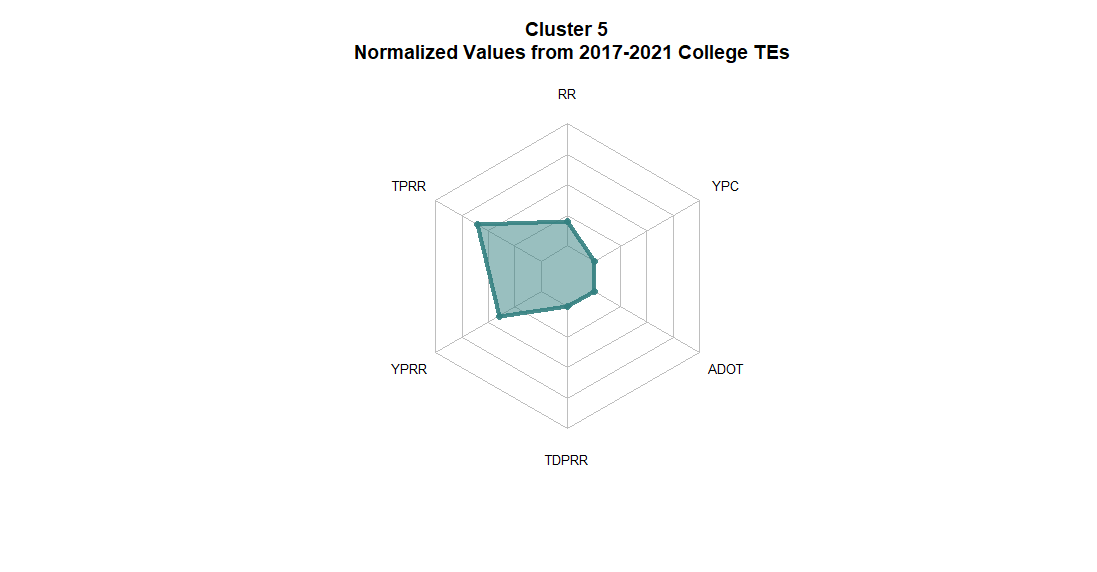 Cluster 5
Normalized Values from 2017-2021 College TEs
RR
TPRR
YPC
YPRR
ADOT
TDPRR